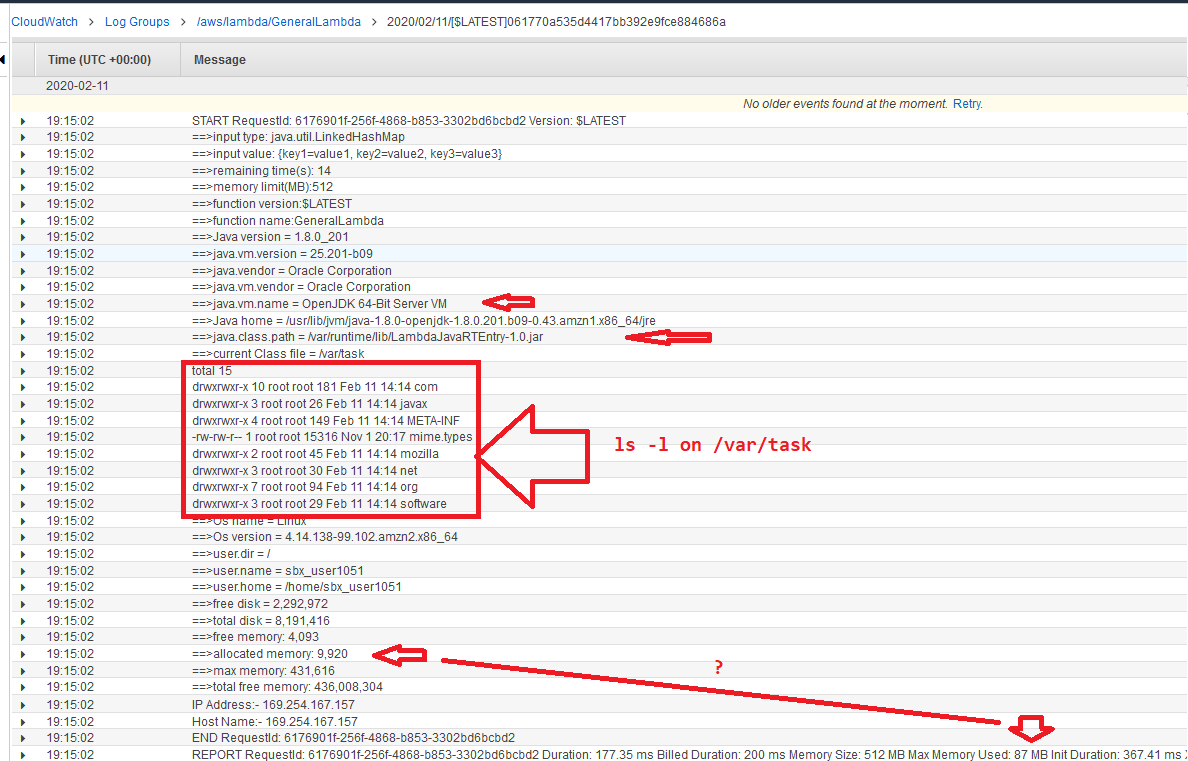 CloudWatch > Log Groups > /aws/lambda/GeneralLambda > 2020/02/11/[$LATEST]061770a535d4417bb392e9fce884686a
Time (UTC +00:00) Message
2020-02-11
No older events found at the moment. Retry.
19:15:02 START RequestId: 6176901f-256f-4868-b853-3302bd6bcbd2 Version: $LATEST
19:15:02 ==>input type: java.util.LinkedHashMap
19:15:02 ==>input value: {key1=value1, key2=value2, key3=value3}
19:15:02 ==>remaining time(s): 14
19:15:02 ==>memory limit(MB):512
19:15:02 ==>function version:$LATEST
19:15:02 ==>function name:GeneralLambda
19:15:02 ==>Java version = 1.8.0_201
19:15:02 ==>java.vm.version = 25.201-b09
19:15:02 ==>java.vendor = Oracle Corporation
19:15:02 ==>java.vm.vendor = Oracle Corporation
19:15:02 ==>java.vm.name = OpenJDK 64-Bit Server VM
19:15:02 ==>Java home = /usr/lib/jvm/java-1.8.0-openjdk-1.8.0.201.b09-0.43.amzn1.x86_64/jre
19:15:02 ==>java.class.path = /var/runtime/lib/LambdaJavaRTEntry-1.0.jar
19:15:02 ==>current Class file = /var/task
19:15:02 total 15
19:15:02 drwxrwxr-x 10 root root 181 Feb 11 14:14 com
19:15:02 drwxrwxr-x 3 root root 26 Feb 11 14:14 javax
19:15:02 drwxrwxr-x 4 root root 149 Feb 11 14:14 META-INF
19:15:02 -rw-rw-r-- 1 root root 15316 Nov 1 20:17 mime.types
ls -l on /var/task
19:15:02 drwxrwxr-x 2 root root 45 Feb 11 14:14 mozilla
19:15:02 drwxrwxr-x 3 root root 30 Feb 11 14:14 net
19:15:02 drwxrwxr-x 7 root root 94 Feb 11 14:14 org
19:15:02 drwxrwxr-x 3 root root 29 Feb 11 14:14 software
19:15:02 ==>Os name = Linux
19:15:02 ==>Os version = 4.14.138-99.102.amzn2.x86_64
19:15:02 ==>user.dir = /
19:15:02 ==>user.name = sbx_user1051
19:15:02 ==>user.home = /home/sbx_user1051
19:15:02 ==>free disk = 2,292,972
19:15:02 ==>total disk = 8,191,416
19:15:02 ==>free memory: 4,093
19:15:02 ==>allocated memory: 9,920
?
19:15:02 ==>max memory: 431,616
19:15:02 ==>total free memory: 436,008,304
19:15:02 IP Address:- 169.254.167.157
19:15:02 Host Name:- 169.254.167.157
19:15:02 END RequestId: 6176901f-256f-4868-b853-3302bd6bcbd2
19:15:02 REPORT RequestId: 6176901f-256f-4868-b853-3302bd6bcbd2 Duration: 177.35 ms Billed Duration: 200 ms Memory Size: 512 MB Max Memory Used: 87 MB Init Duration: 367.41 ms